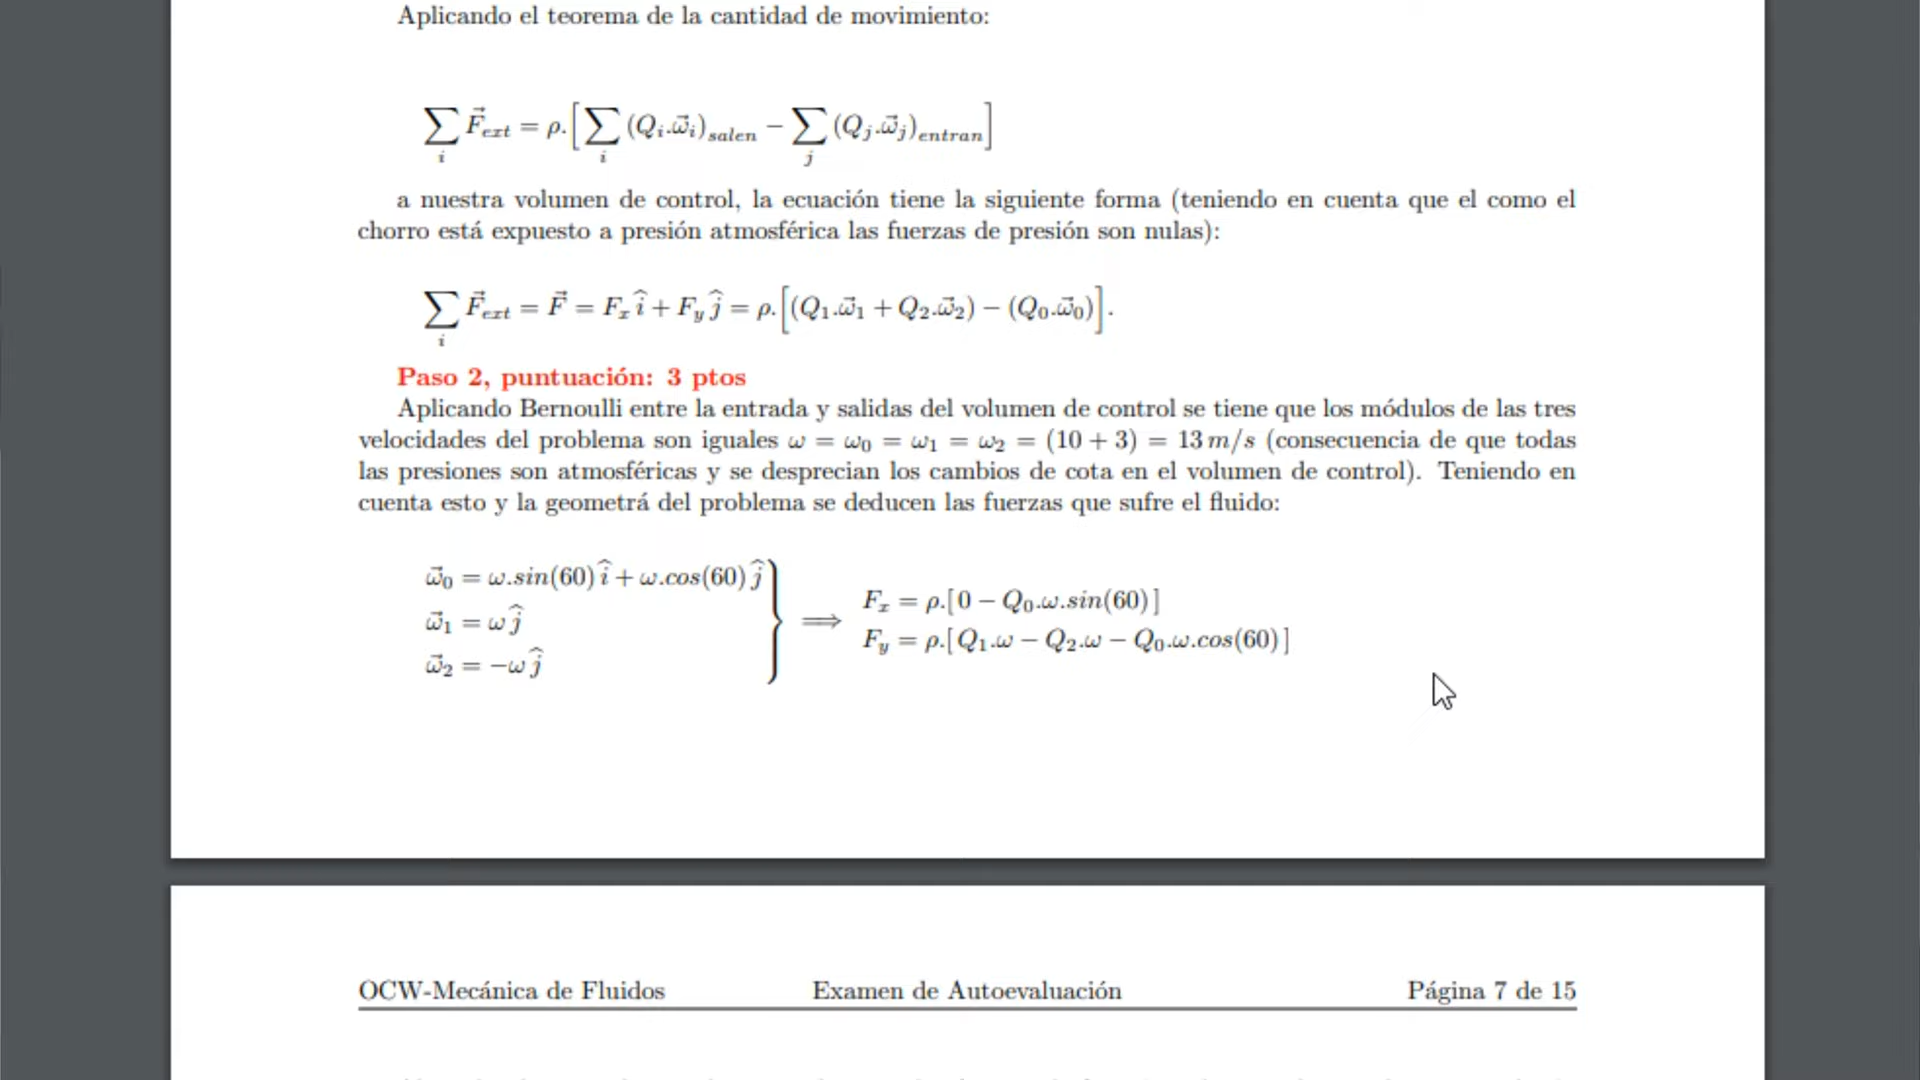 Aplicando el teorema de la cantidad de movimiento:
∑_i F⃗_ext = ρ.[∑_i (Q_i.ω⃗_i)_salen − ∑_j (Q_j.ω⃗_j)_entran]
a nuestra volumen de control, la ecuación tiene la siguiente forma (teniendo en cuenta que el como el
chorro está expuesto a presión atmosférica las fuerzas de presión son nulas):
∑_i F⃗_ext = F⃗ = F_x î + F_y ĵ = ρ.[(Q_1.ω⃗_1 + Q_2.ω⃗_2) − (Q_0.ω⃗_0)].
Paso 2, puntuación: 3 ptos
Aplicando Bernoulli entre la entrada y salidas del volumen de control se tiene que los módulos de las tres
velocidades del problema son iguales ω = ω_0 = ω_1 = ω_2 = (10 + 3) = 13 m/s (consecuencia de que todas
las presiones son atmosféricas y se desprecian los cambios de cota en el volumen de control). Teniendo en
cuenta esto y la geometrá del problema se deducen las fuerzas que sufre el fluido:
ω⃗_0 = ω.sin(60) î + ω.cos(60) ĵ
ω⃗_1 = ω ĵ
ω⃗_2 = −ω ĵ
⟹
F_x = ρ.[ 0 − Q_0.ω.sin(60) ]
F_y = ρ.[ Q_1.ω − Q_2.ω − Q_0.ω.cos(60) ]
OCW-Mecánica de Fluidos Examen de Autoevaluación Página 7 de 15